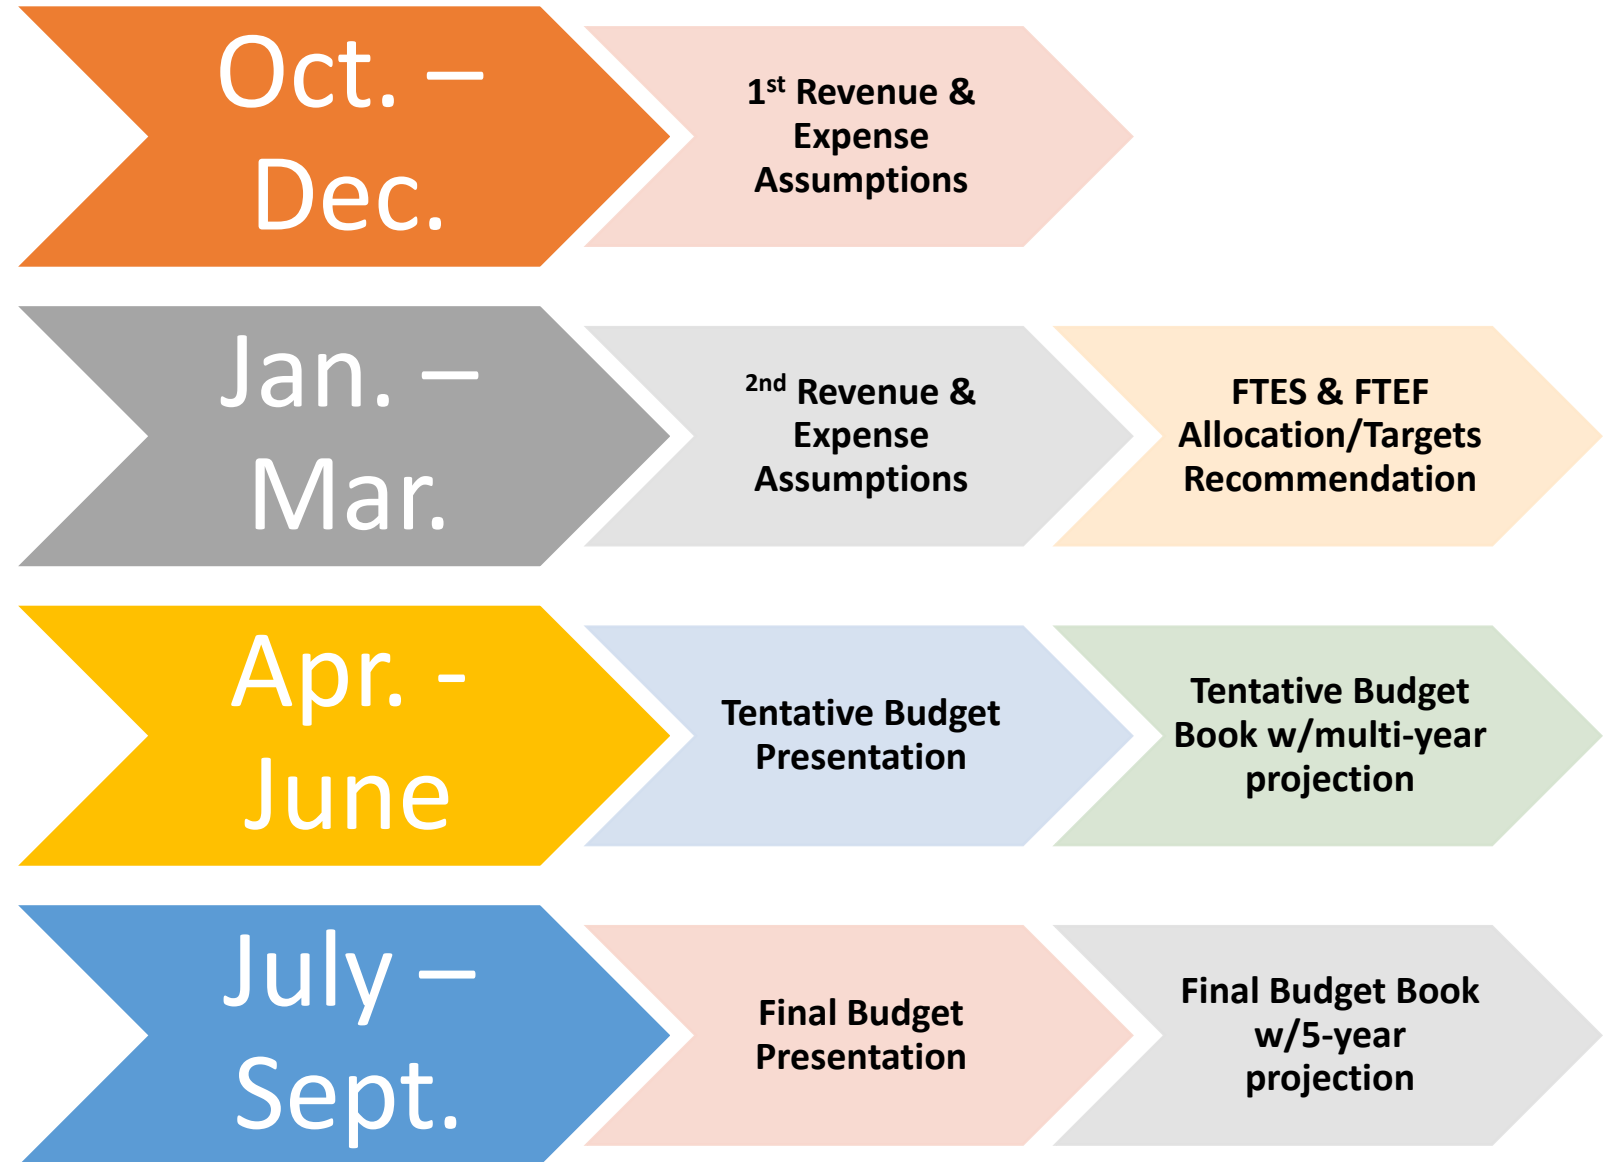 Oct. –
Dec.
1st Revenue &
Expense
Assumptions
Jan. –
Mar.
2nd Revenue &
Expense
Assumptions
FTES & FTEF
Allocation/Targets
Recommendation
Apr. -
June
Tentative Budget
Presentation
Tentative Budget
Book w/multi-year
projection
July –
Sept.
Final Budget
Presentation
Final Budget Book
w/5-year
projection